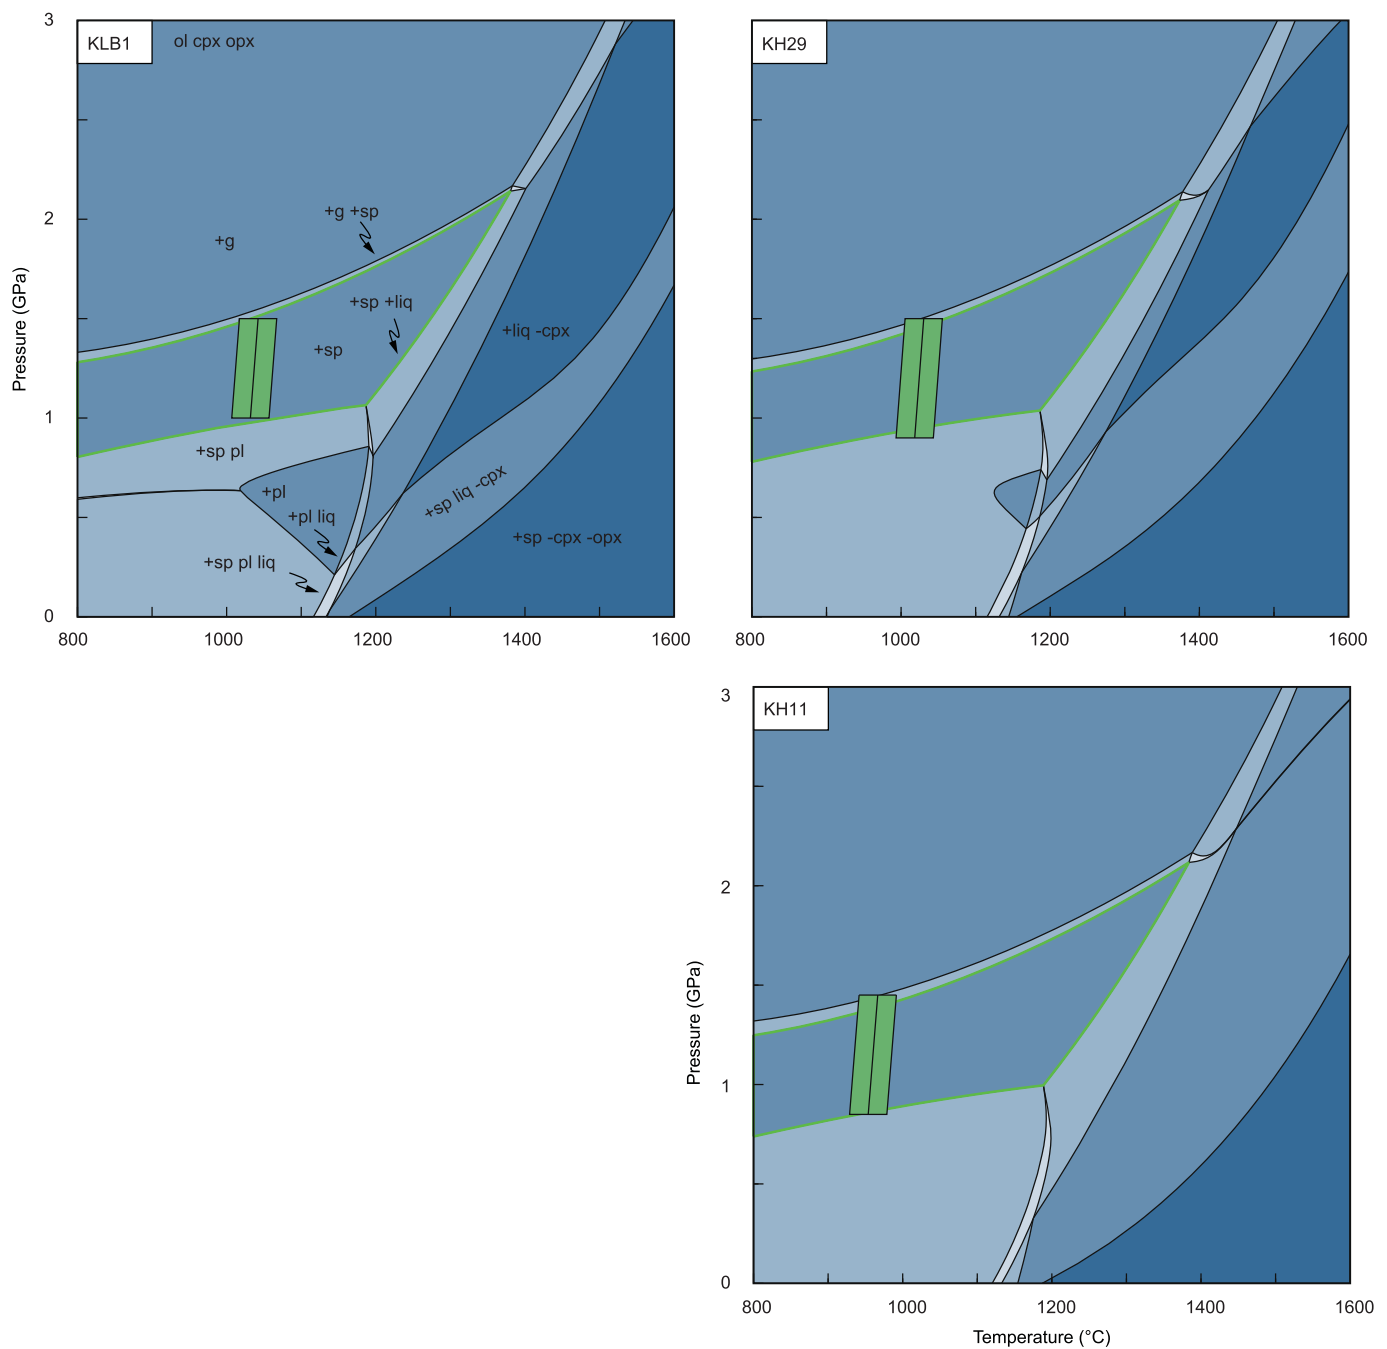 3
KLB1
ol cpx opx
KH29
2
+g +sp
+g
+sp +liq
+liq -cpx
+sp
Pressure (GPa)
1
+sp pl
+pl
+sp liq -cpx
+pl liq
+sp -cpx -opx
+sp pl liq
0
800 1000 1200 1400 1600
800 1000 1200 1400 1600
3
KH11
2
Pressure (GPa)
1
0
800 1000 1200 1400 1600
Temperature (°C)